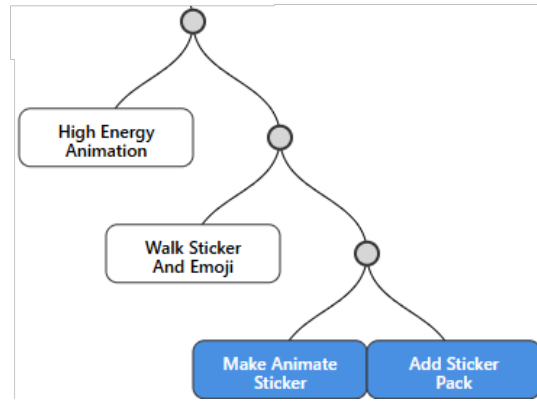 High Energy
Animation
Walk Sticker
And Emoji
Make Animate
Sticker
Add Sticker
Pack